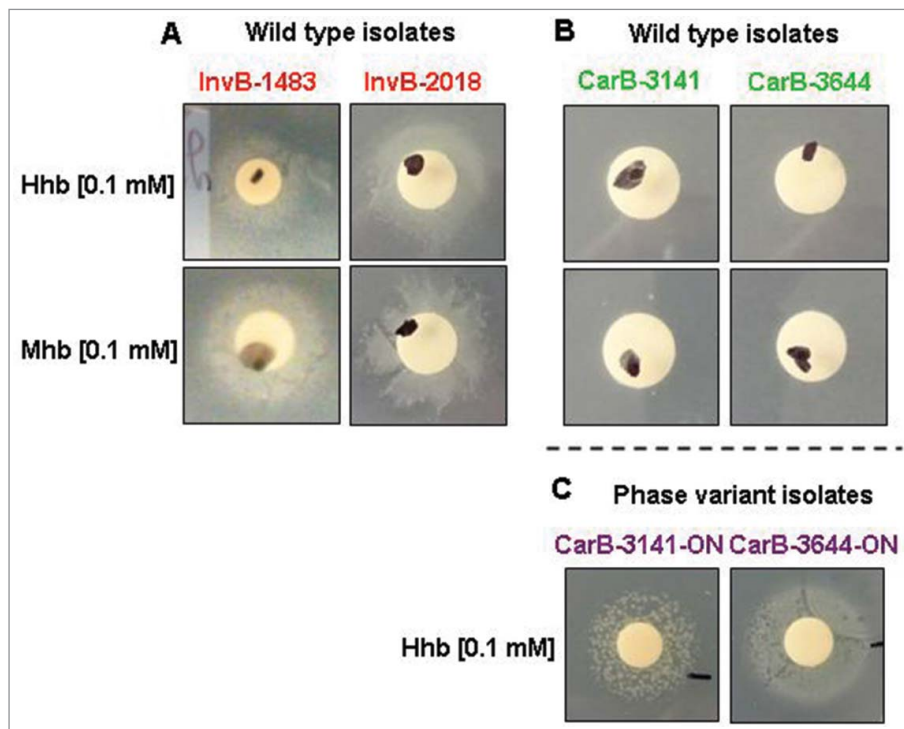 A Wild type isolates
InvB-1483 InvB-2018
Hhb [0.1 mM]
Mhb [0.1 mM]
B Wild type isolates
CarB-3141 CarB-3644
C Phase variant isolates
CarB-3141-ON CarB-3644-ON
Hhb [0.1 mM]